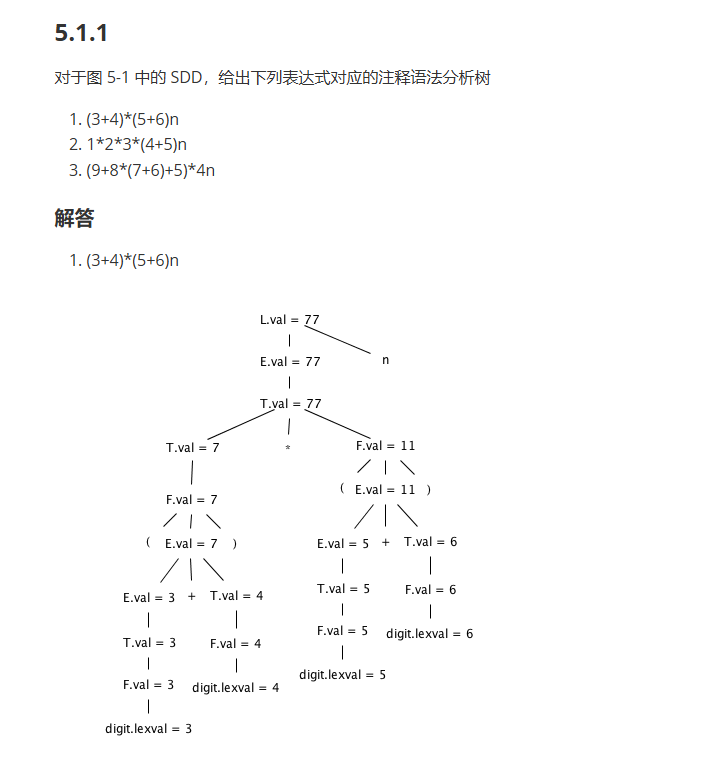 5.1.1
对于图 5-1 中的 SDD，给出下列表达式对应的注释语法分析树
1. (3+4)*(5+6)n
2. 1*2*3*(4+5)n
3. (9+8*(7+6)+5)*4n
解答
1. (3+4)*(5+6)n
L.val = 77
E.val = 77 n
T.val = 77
T.val = 7 * F.val = 11
( E.val = 11 )
F.val = 7
( E.val = 7 ) E.val = 5 + T.val = 6
T.val = 5 F.val = 6
E.val = 3 + T.val = 4
F.val = 5 digit.lexval = 6
T.val = 3 F.val = 4
digit.lexval = 5
F.val = 3 digit.lexval = 4
digit.lexval = 3